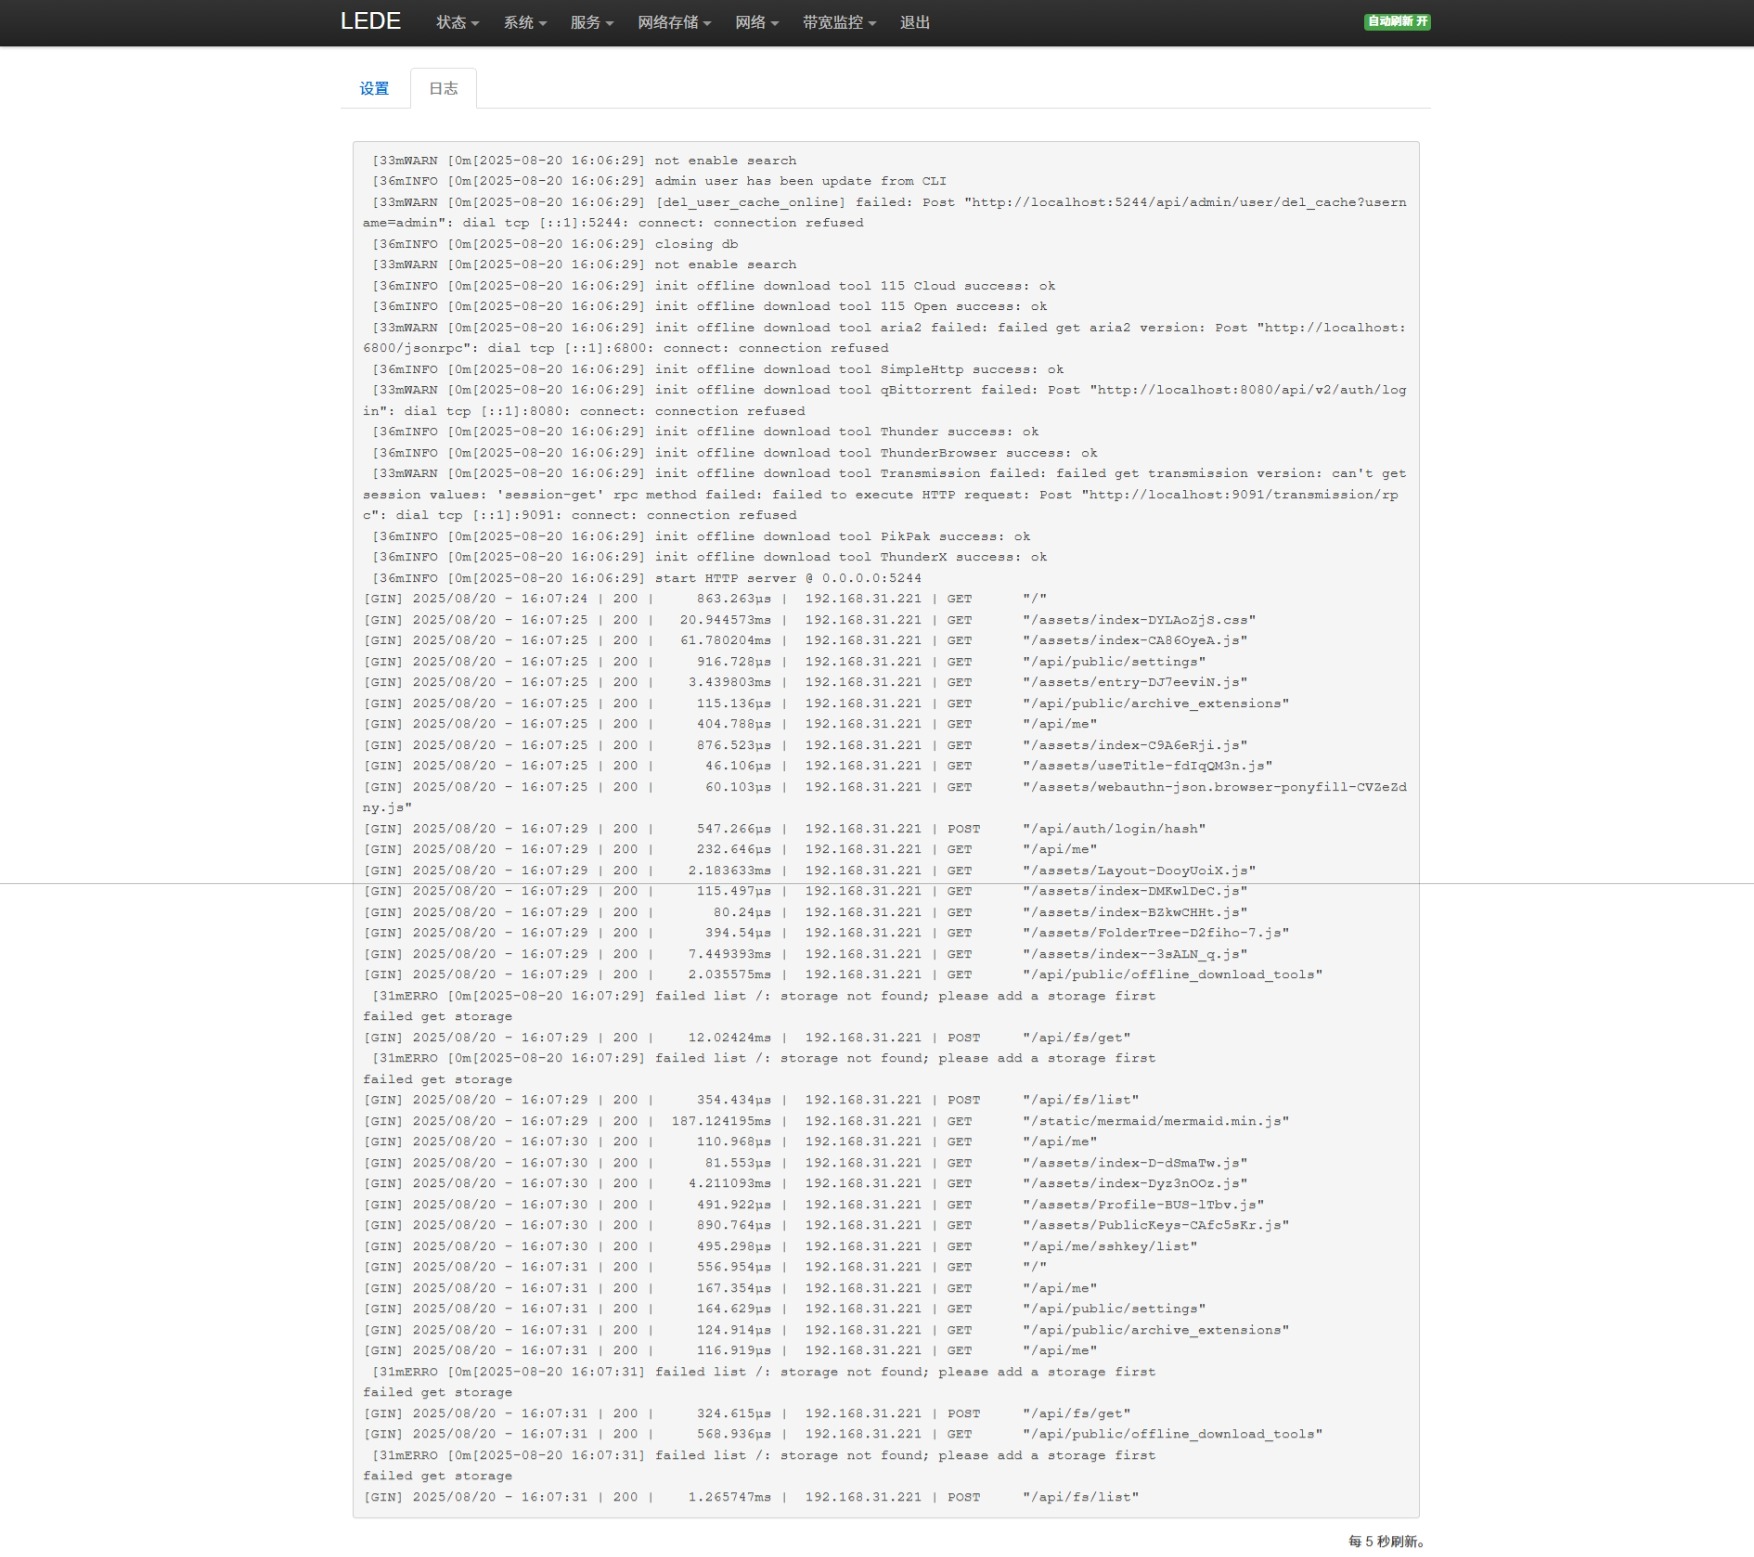 LEDE 状态 系统 服务 网络存储 网络 带宽监控 退出 自动刷新 开
设置 日志
[33mWARN [0m[2025-08-20 16:06:29] not enable search
[36mINFO [0m[2025-08-20 16:06:29] admin user has been update from CLI
[33mWARN [0m[2025-08-20 16:06:29] [del_user_cache_online] failed: Post "http://localhost:5244/api/admin/user/del_cache?usern
ame=admin": dial tcp [::1]:5244: connect: connection refused
[36mINFO [0m[2025-08-20 16:06:29] closing db
[33mWARN [0m[2025-08-20 16:06:29] not enable search
[36mINFO [0m[2025-08-20 16:06:29] init offline download tool 115 Cloud success: ok
[36mINFO [0m[2025-08-20 16:06:29] init offline download tool 115 Open success: ok
[33mWARN [0m[2025-08-20 16:06:29] init offline download tool aria2 failed: failed get aria2 version: Post "http://localhost:
6800/jsonrpc": dial tcp [::1]:6800: connect: connection refused
[36mINFO [0m[2025-08-20 16:06:29] init offline download tool SimpleHttp success: ok
[33mWARN [0m[2025-08-20 16:06:29] init offline download tool qBittorrent failed: Post "http://localhost:8080/api/v2/auth/log
in": dial tcp [::1]:8080: connect: connection refused
[36mINFO [0m[2025-08-20 16:06:29] init offline download tool Thunder success: ok
[36mINFO [0m[2025-08-20 16:06:29] init offline download tool ThunderBrowser success: ok
[33mWARN [0m[2025-08-20 16:06:29] init offline download tool Transmission failed: failed get transmission version: can't get
session values: 'session-get' rpc method failed: failed to execute HTTP request: Post "http://localhost:9091/transmission/rp
c": dial tcp [::1]:9091: connect: connection refused
[36mINFO [0m[2025-08-20 16:06:29] init offline download tool PikPak success: ok
[36mINFO [0m[2025-08-20 16:06:29] init offline download tool ThunderX success: ok
[36mINFO [0m[2025-08-20 16:06:29] start HTTP server @ 0.0.0.0:5244
[GIN] 2025/08/20 - 16:07:24 | 200 | 863.263µs | 192.168.31.221 | GET "/"
[GIN] 2025/08/20 - 16:07:25 | 200 | 20.944573ms | 192.168.31.221 | GET "/assets/index-DYLAoZjS.css"
[GIN] 2025/08/20 - 16:07:25 | 200 | 61.780204ms | 192.168.31.221 | GET "/assets/index-CA86OyeA.js"
[GIN] 2025/08/20 - 16:07:25 | 200 | 916.728µs | 192.168.31.221 | GET "/api/public/settings"
[GIN] 2025/08/20 - 16:07:25 | 200 | 3.439803ms | 192.168.31.221 | GET "/assets/entry-DJ7eeviN.js"
[GIN] 2025/08/20 - 16:07:25 | 200 | 115.136µs | 192.168.31.221 | GET "/api/public/archive_extensions"
[GIN] 2025/08/20 - 16:07:25 | 200 | 404.788µs | 192.168.31.221 | GET "/api/me"
[GIN] 2025/08/20 - 16:07:25 | 200 | 876.523µs | 192.168.31.221 | GET "/assets/index-C9A6eRji.js"
[GIN] 2025/08/20 - 16:07:25 | 200 | 46.106µs | 192.168.31.221 | GET "/assets/useTitle-fdIqQM3n.js"
[GIN] 2025/08/20 - 16:07:25 | 200 | 60.103µs | 192.168.31.221 | GET "/assets/webauthn-json.browser-ponyfill-CVZeZd
ny.js"
[GIN] 2025/08/20 - 16:07:29 | 200 | 547.266µs | 192.168.31.221 | POST "/api/auth/login/hash"
[GIN] 2025/08/20 - 16:07:29 | 200 | 232.646µs | 192.168.31.221 | GET "/api/me"
[GIN] 2025/08/20 - 16:07:29 | 200 | 2.183633ms | 192.168.31.221 | GET "/assets/Layout-DooyUoiX.js"
[GIN] 2025/08/20 - 16:07:29 | 200 | 115.497µs | 192.168.31.221 | GET "/assets/index-DMKwlDeC.js"
[GIN] 2025/08/20 - 16:07:29 | 200 | 80.24µs | 192.168.31.221 | GET "/assets/index-BZkwCHHt.js"
[GIN] 2025/08/20 - 16:07:29 | 200 | 394.54µs | 192.168.31.221 | GET "/assets/FolderTree-D2fiho-7.js"
[GIN] 2025/08/20 - 16:07:29 | 200 | 7.449393ms | 192.168.31.221 | GET "/assets/index--3sALN_q.js"
[GIN] 2025/08/20 - 16:07:29 | 200 | 2.035575ms | 192.168.31.221 | GET "/api/public/offline_download_tools"
[31mERRO [0m[2025-08-20 16:07:29] failed list /: storage not found; please add a storage first
failed get storage
[GIN] 2025/08/20 - 16:07:29 | 200 | 12.02424ms | 192.168.31.221 | POST "/api/fs/get"
[31mERRO [0m[2025-08-20 16:07:29] failed list /: storage not found; please add a storage first
failed get storage
[GIN] 2025/08/20 - 16:07:29 | 200 | 354.434µs | 192.168.31.221 | POST "/api/fs/list"
[GIN] 2025/08/20 - 16:07:29 | 200 | 187.124195ms | 192.168.31.221 | GET "/static/mermaid/mermaid.min.js"
[GIN] 2025/08/20 - 16:07:30 | 200 | 110.968µs | 192.168.31.221 | GET "/api/me"
[GIN] 2025/08/20 - 16:07:30 | 200 | 81.553µs | 192.168.31.221 | GET "/assets/index-D-dSmaTw.js"
[GIN] 2025/08/20 - 16:07:30 | 200 | 4.211093ms | 192.168.31.221 | GET "/assets/index-Dyz3nOOz.js"
[GIN] 2025/08/20 - 16:07:30 | 200 | 491.922µs | 192.168.31.221 | GET "/assets/Profile-BUS-lTbv.js"
[GIN] 2025/08/20 - 16:07:30 | 200 | 890.764µs | 192.168.31.221 | GET "/assets/PublicKeys-CAfc5sKr.js"
[GIN] 2025/08/20 - 16:07:30 | 200 | 495.298µs | 192.168.31.221 | GET "/api/me/sshkey/list"
[GIN] 2025/08/20 - 16:07:31 | 200 | 556.954µs | 192.168.31.221 | GET "/"
[GIN] 2025/08/20 - 16:07:31 | 200 | 167.354µs | 192.168.31.221 | GET "/api/me"
[GIN] 2025/08/20 - 16:07:31 | 200 | 164.629µs | 192.168.31.221 | GET "/api/public/settings"
[GIN] 2025/08/20 - 16:07:31 | 200 | 124.914µs | 192.168.31.221 | GET "/api/public/archive_extensions"
[GIN] 2025/08/20 - 16:07:31 | 200 | 116.919µs | 192.168.31.221 | GET "/api/me"
[31mERRO [0m[2025-08-20 16:07:31] failed list /: storage not found; please add a storage first
failed get storage
[GIN] 2025/08/20 - 16:07:31 | 200 | 324.615µs | 192.168.31.221 | POST "/api/fs/get"
[GIN] 2025/08/20 - 16:07:31 | 200 | 568.936µs | 192.168.31.221 | GET "/api/public/offline_download_tools"
[31mERRO [0m[2025-08-20 16:07:31] failed list /: storage not found; please add a storage first
failed get storage
[GIN] 2025/08/20 - 16:07:31 | 200 | 1.265747ms | 192.168.31.221 | POST "/api/fs/list"
每 5 秒刷新。